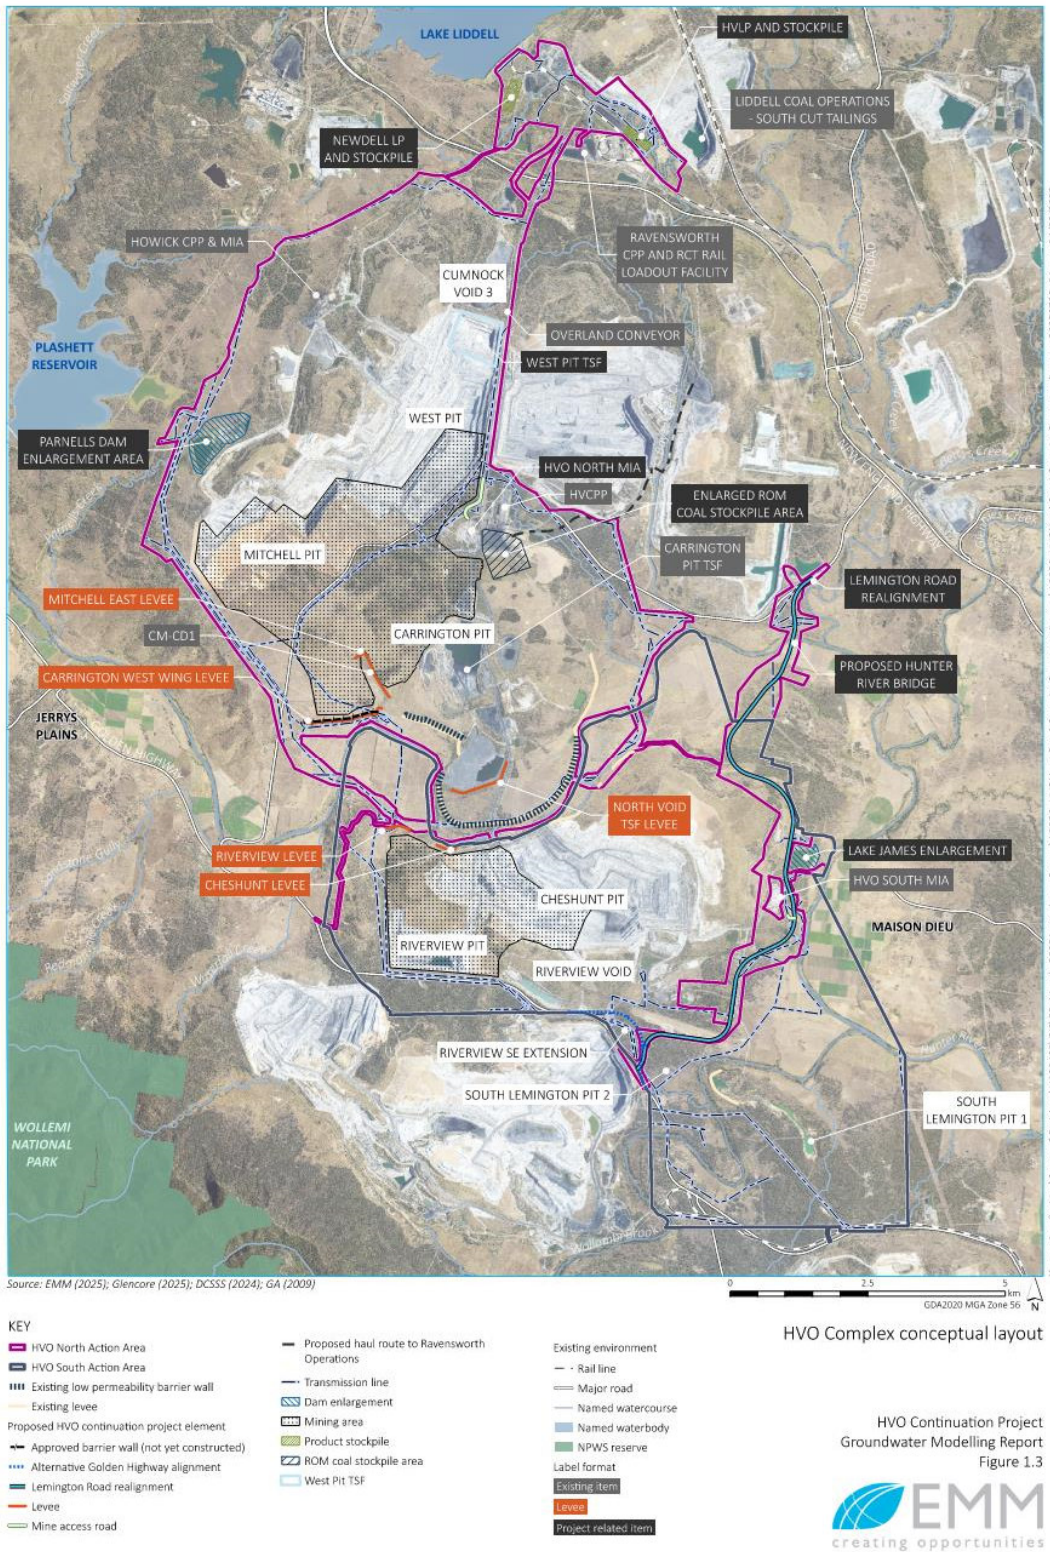 LAKE LIDDELL
HVLP AND STOCKPILE
LIDDELL COAL OPERATIONS
- SOUTH CUT TAILINGS
NEWDELL LP
AND STOCKPILE
HOWICK CPP & MIA
RAVENSWORTH
CPP AND RCT RAIL
LOADOUT FACILITY
CUMNOCK
VOID 3
OVERLAND CONVEYOR
PLASHETT
RESERVOIR
WEST PIT TSF
WEST PIT
PARNELLS DAM
ENLARGEMENT AREA
HVO NORTH MIA
HVCPP
ENLARGED ROM
COAL STOCKPILE AREA
MITCHELL PIT
CARRINGTON
PIT TSF
LEMINGTON ROAD
REALIGNMENT
MITCHELL EAST LEVEE
CM-CD1
CARRINGTON PIT
CARRINGTON WEST WING LEVEE
PROPOSED HUNTER
RIVER BRIDGE
JERRYS
PLAINS
NORTH VOID
TSF LEVEE
RIVERVIEW LEVEE
LAKE JAMES ENLARGEMENT
CHESHUNT LEVEE
HVO SOUTH MIA
CHESHUNT PIT
MAISON DIEU
RIVERVIEW PIT
RIVERVIEW VOID
Hunter River
RIVERVIEW SE EXTENSION
SOUTH LEMINGTON PIT 2
SOUTH
LEMINGTON PIT 1
WOLLEMI
NATIONAL
PARK
Wollombi Brook
Source: EMM (2025); Glencore (2025); DCSSS (2024); GA (2009)
0 2.5 5
km
GDA2020 MGA Zone 56 N
KEY
HVO North Action Area
HVO South Action Area
Existing low permeability barrier wall
Existing levee
Proposed HVO continuation project element
Approved barrier wall (not yet constructed)
Alternative Golden Highway alignment
Lemington Road realignment
Levee
Mine access road
Proposed haul route to Ravensworth
Operations
Transmission line
Dam enlargement
Mining area
Product stockpile
ROM coal stockpile area
West Pit TSF
Existing environment
Rail line
Major road
Named watercourse
Named waterbody
NPWS reserve
Label format
Existing item
Levee
Project related item
HVO Complex conceptual layout
HVO Continuation Project
Groundwater Modelling Report
Figure 1.3
EMM
creating opportunities